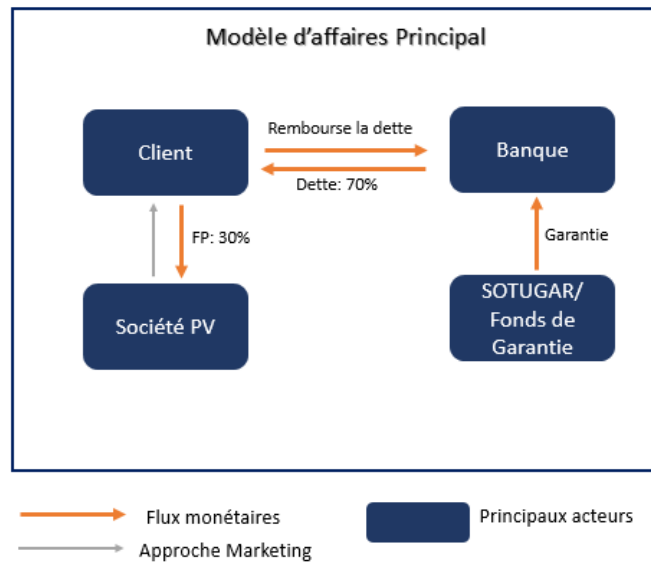 Modèle d'affaires Principal
Client
Rembourse la dette
Dette: 70%
Banque
FP: 30%
Garantie
Société PV
SOTUGAR/
Fonds de
Garantie
Flux monétaires
Principaux acteurs
Approche Marketing